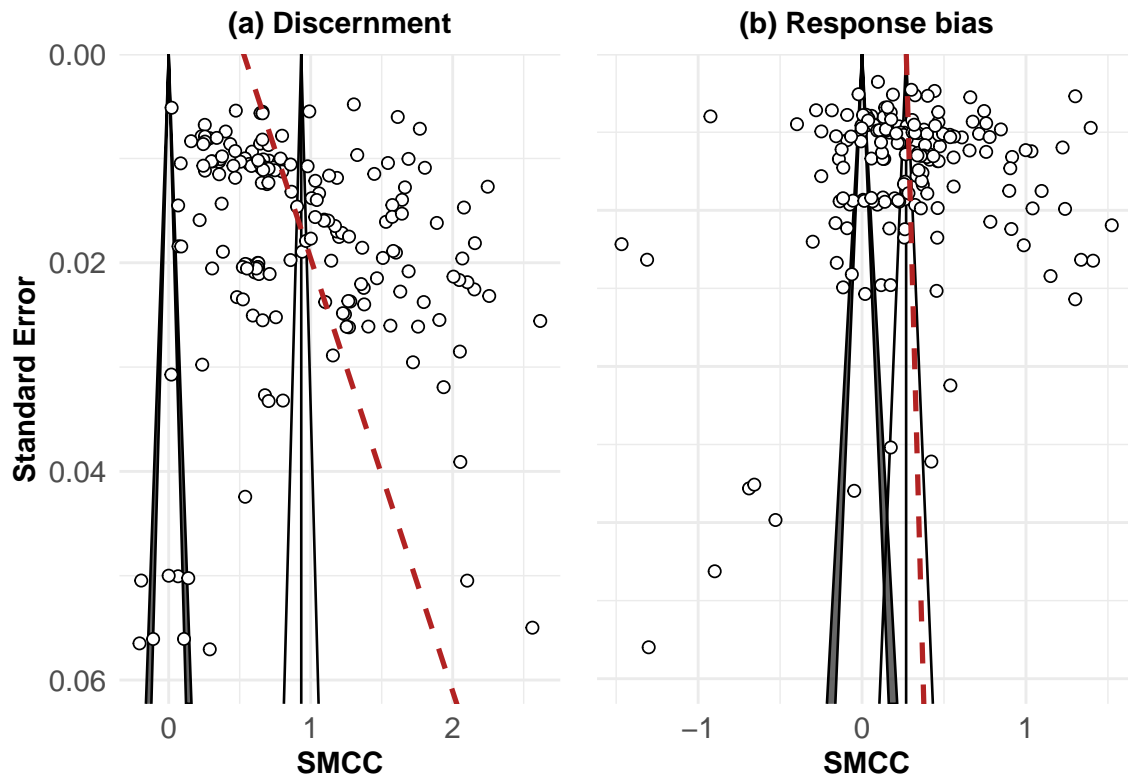 (a) Discernment
(b) Response bias
0.00
0.02
0.04
0.06
Standard Error
0
1
2
−1
0
1
SMCC
SMCC